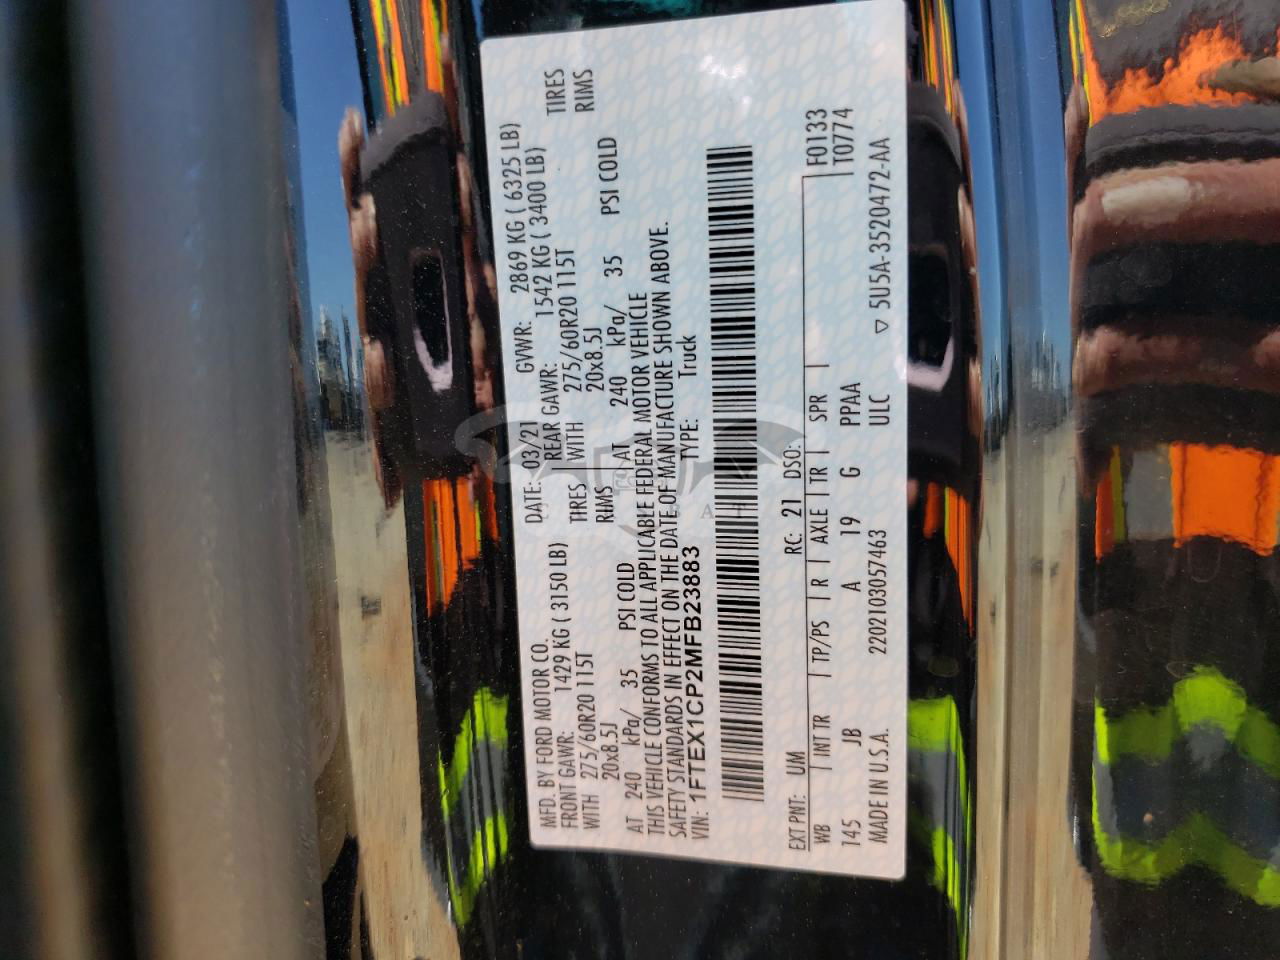 MFD. BY FORD MOTOR CO.
DATE: 03/21 GVWR: 2869 KG ( 6325 LB)
FRONT GAWR: 1429 KG ( 3150 LB) REAR GAWR: 1542 KG ( 3400 LB)
WITH 275/60R20 115T TIRES WITH 275/60R20 115T TIRES
20x8.5J RIMS 20x8.5J RIMS
AT 240 kPa/ 35 PSI COLD AT 240 kPa/ 35 PSI COLD
THIS VEHICLE CONFORMS TO ALL APPLICABLE FEDERAL MOTOR VEHICLE
SAFETY STANDARDS IN EFFECT ON THE DATE OF MANUFACTURE SHOWN ABOVE.
VIN: 1FTEX1CP2MFB23883 TYPE: Truck
EXT PNT: UM RC: 21 DSO: F0133
WB INT TR TP/PS R AXLE TR SPR T0774
145 JB A 19 G PPAA
MADE IN U.S.A. 2202103057463 ULC ▽ 5U5A-3520472-AA